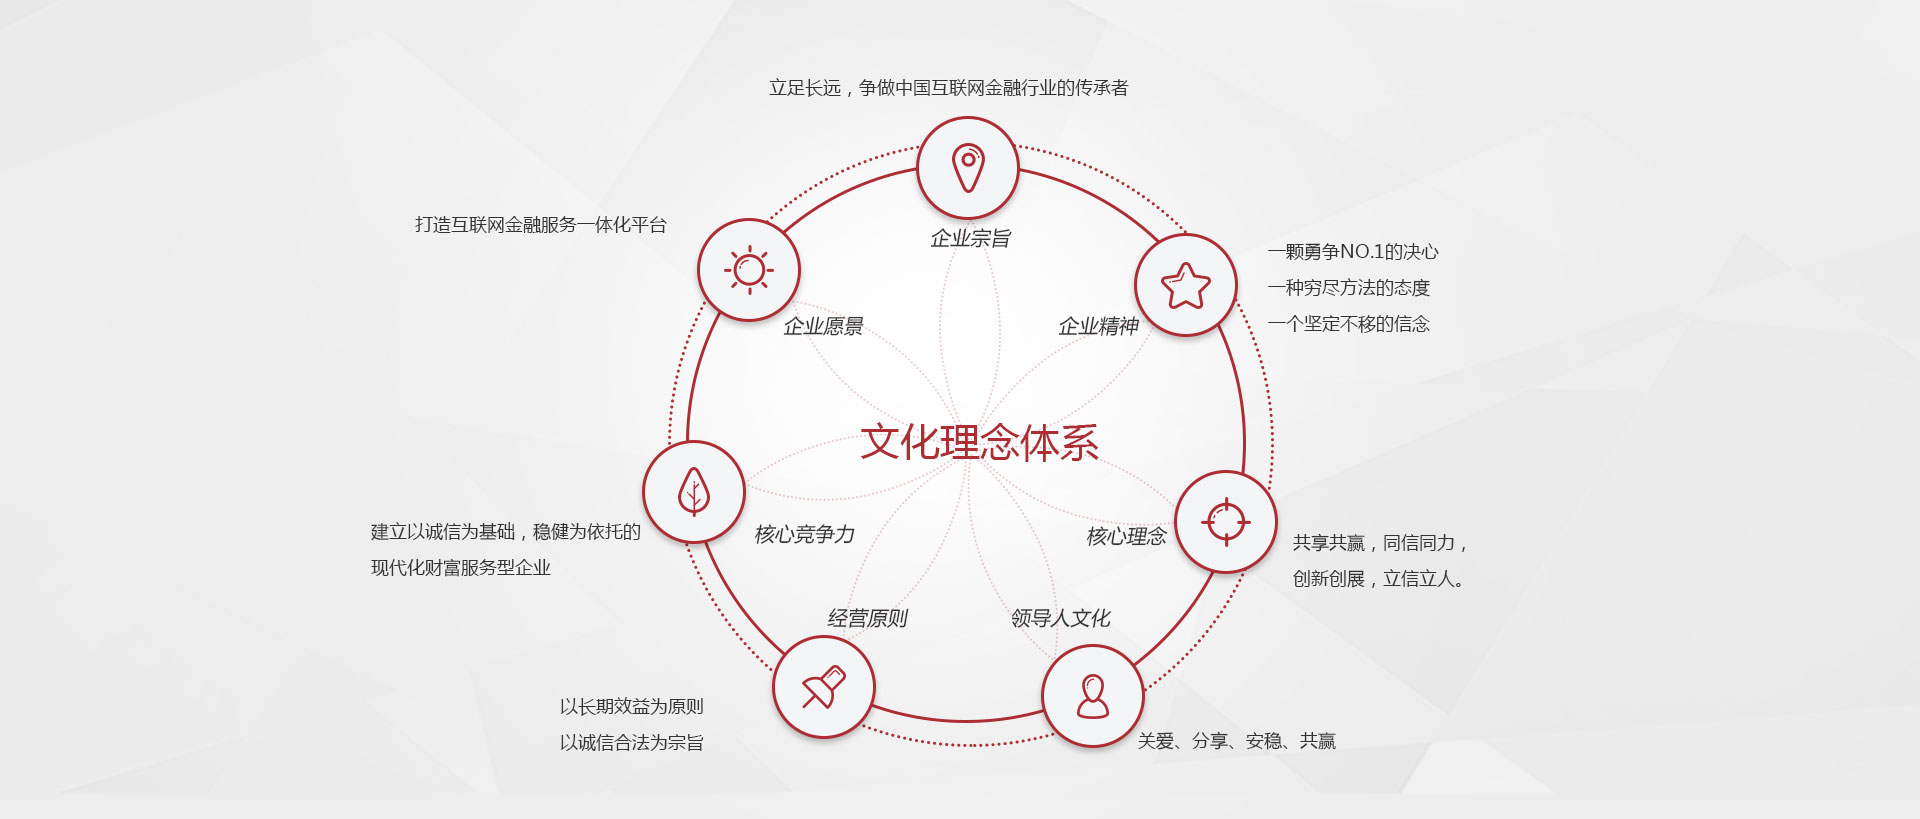 立足长远，争做中国互联网金融行业的传承者
企业宗旨
打造互联网金融服务一体化平台
企业愿景
企业精神
一颗勇争NO.1的决心
一种穷尽方法的态度
一个坚定不移的信念
文化理念体系
建立以诚信为基础，稳健为依托的
现代化财富服务型企业
核心竞争力
核心理念
共享共赢，同信同力，
创新创展，立信立人。
经营原则
以长期效益为原则
以诚信合法为宗旨
领导人文化
关爱、分享、安稳、共赢